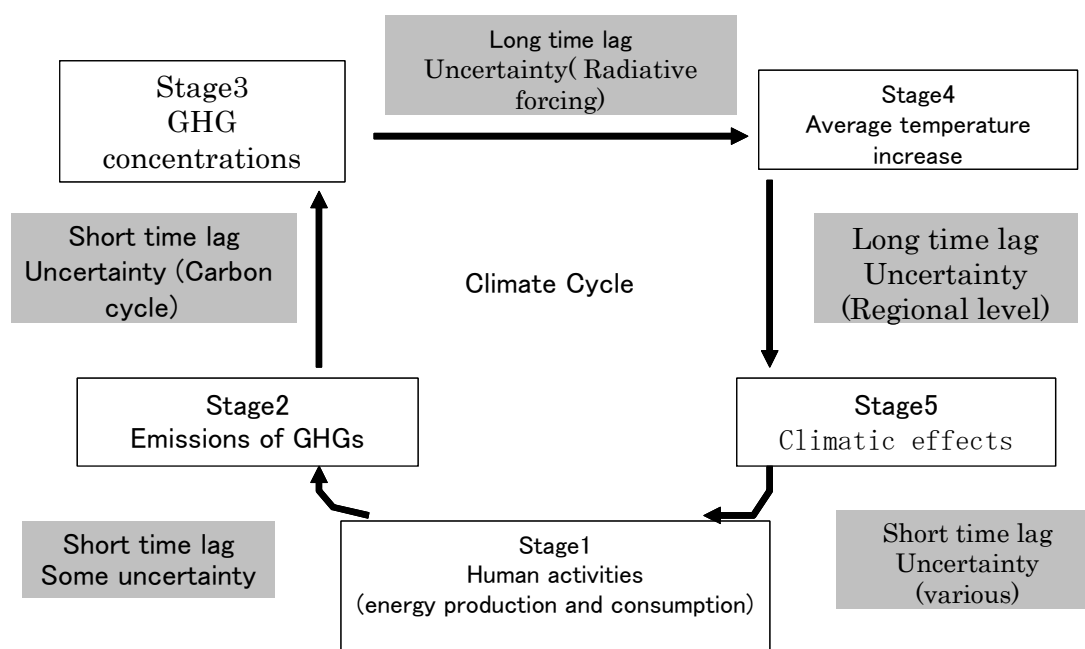 Long time lag
Uncertainty( Radiative
forcing)
Stage3
GHG
concentrations
Stage4
Average temperature
increase
Short time lag
Uncertainty (Carbon
cycle)
Climate Cycle
Long time lag
Uncertainty
(Regional level)
Stage2
Emissions of GHGs
Stage5
Climatic effects
Short time lag
Some uncertainty
Stage1
Human activities
(energy production and consumption)
Short time lag
Uncertainty
(various)